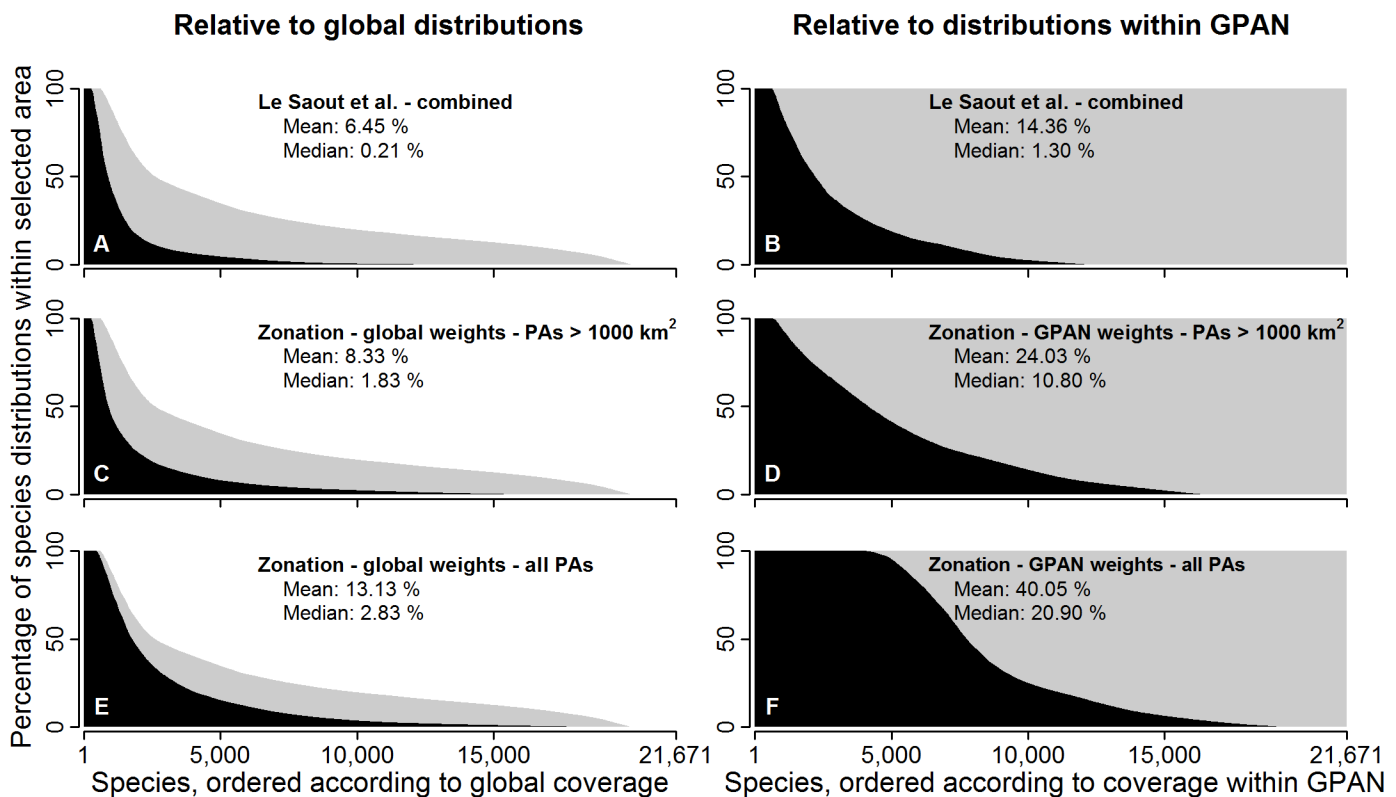 Relative to global distributions
Relative to distributions within GPAN
Percentage of species distributions within selected area
100
50
0
Le Saout et al. - combined
Mean: 6.45 %
Median: 0.21 %
A
100
50
0
Le Saout et al. - combined
Mean: 14.36 %
Median: 1.30 %
B
100
50
0
Zonation - global weights - PAs > 1000 km²
Mean: 8.33 %
Median: 1.83 %
C
100
50
0
Zonation - GPAN weights - PAs > 1000 km²
Mean: 24.03 %
Median: 10.80 %
D
100
50
0
Zonation - global weights - all PAs
Mean: 13.13 %
Median: 2.83 %
E
100
50
0
Zonation - GPAN weights - all PAs
Mean: 40.05 %
Median: 20.90 %
F
1 5,000 10,000 15,000 21,671
1 5,000 10,000 15,000 21,671
Species, ordered according to global coverage
Species, ordered according to coverage within GPAN